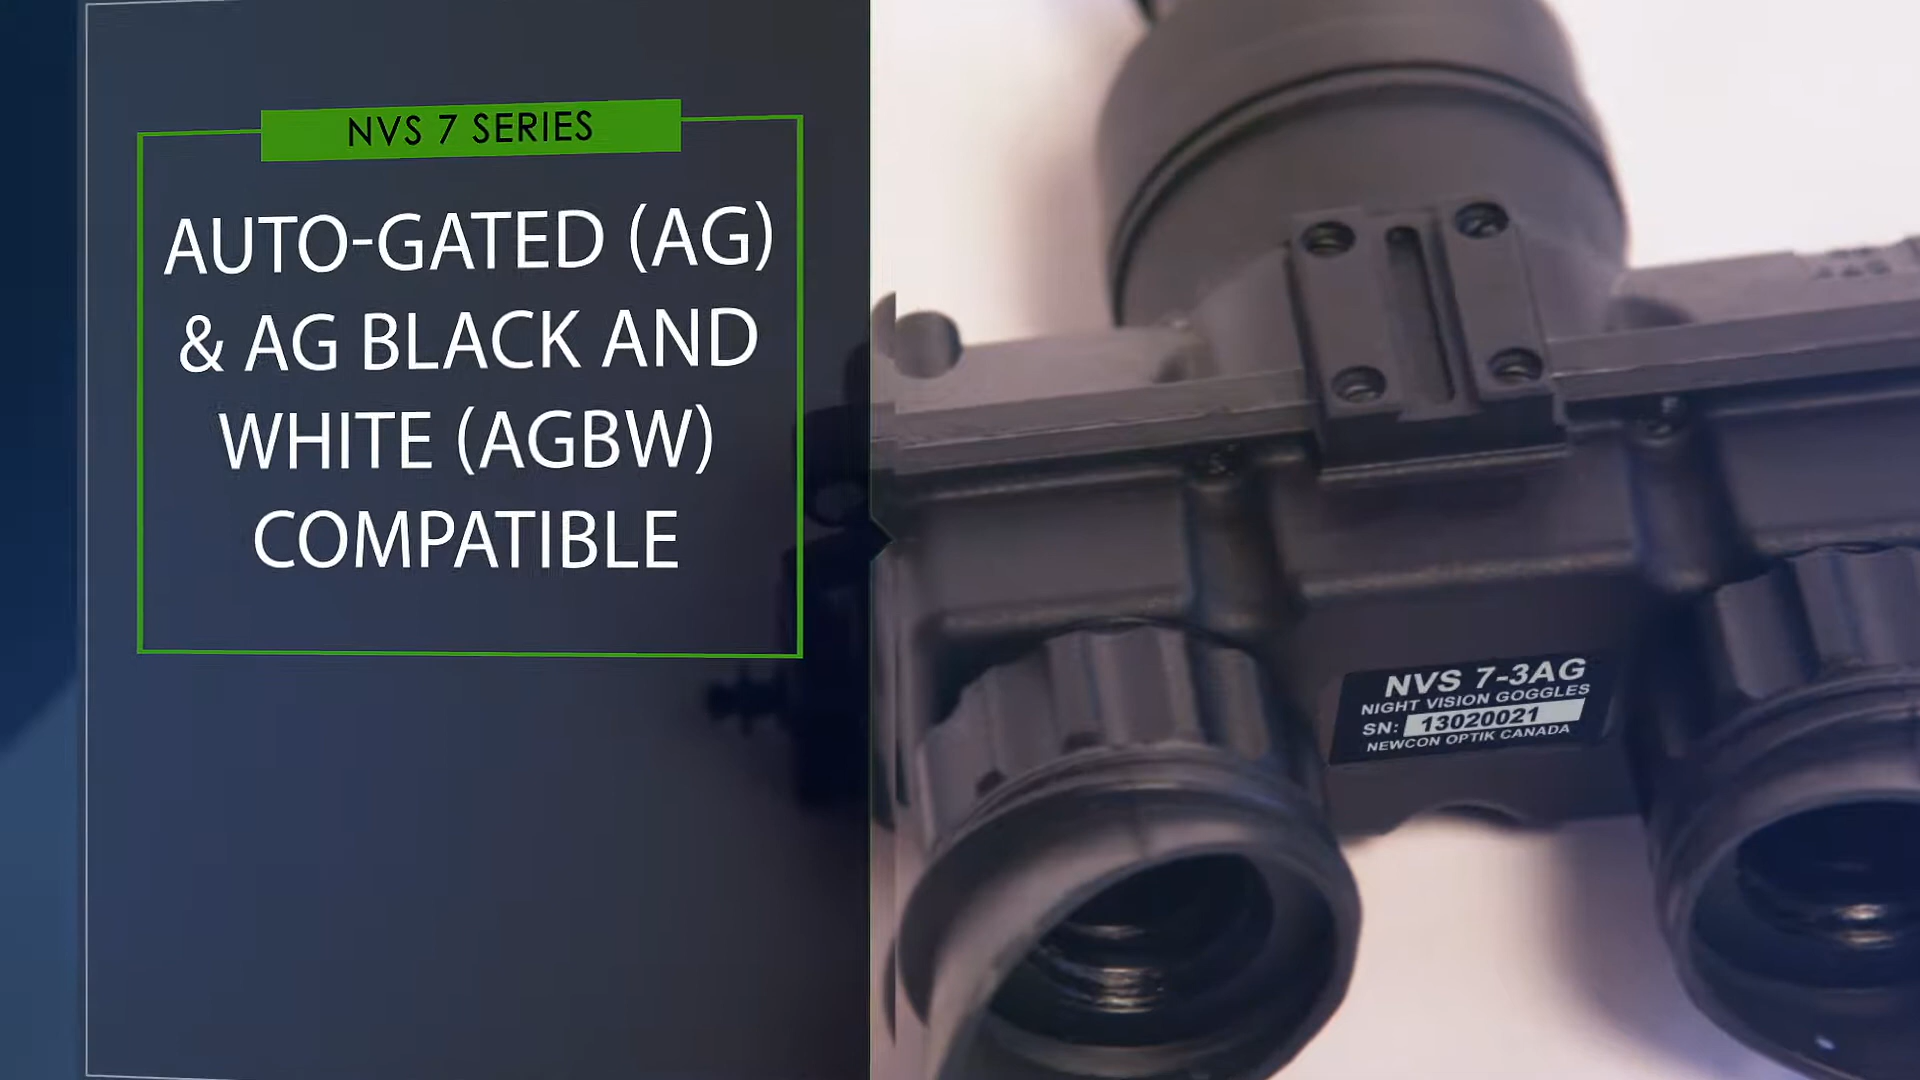 NVS 7 SERIES
AUTO-GATED (AG)
& AG BLACK AND
WHITE (AGBW)
COMPATIBLE
NVS 7-3AG
NIGHT VISION GOGGLES
SN: 13020021
NEWCON OPTIK CANADA